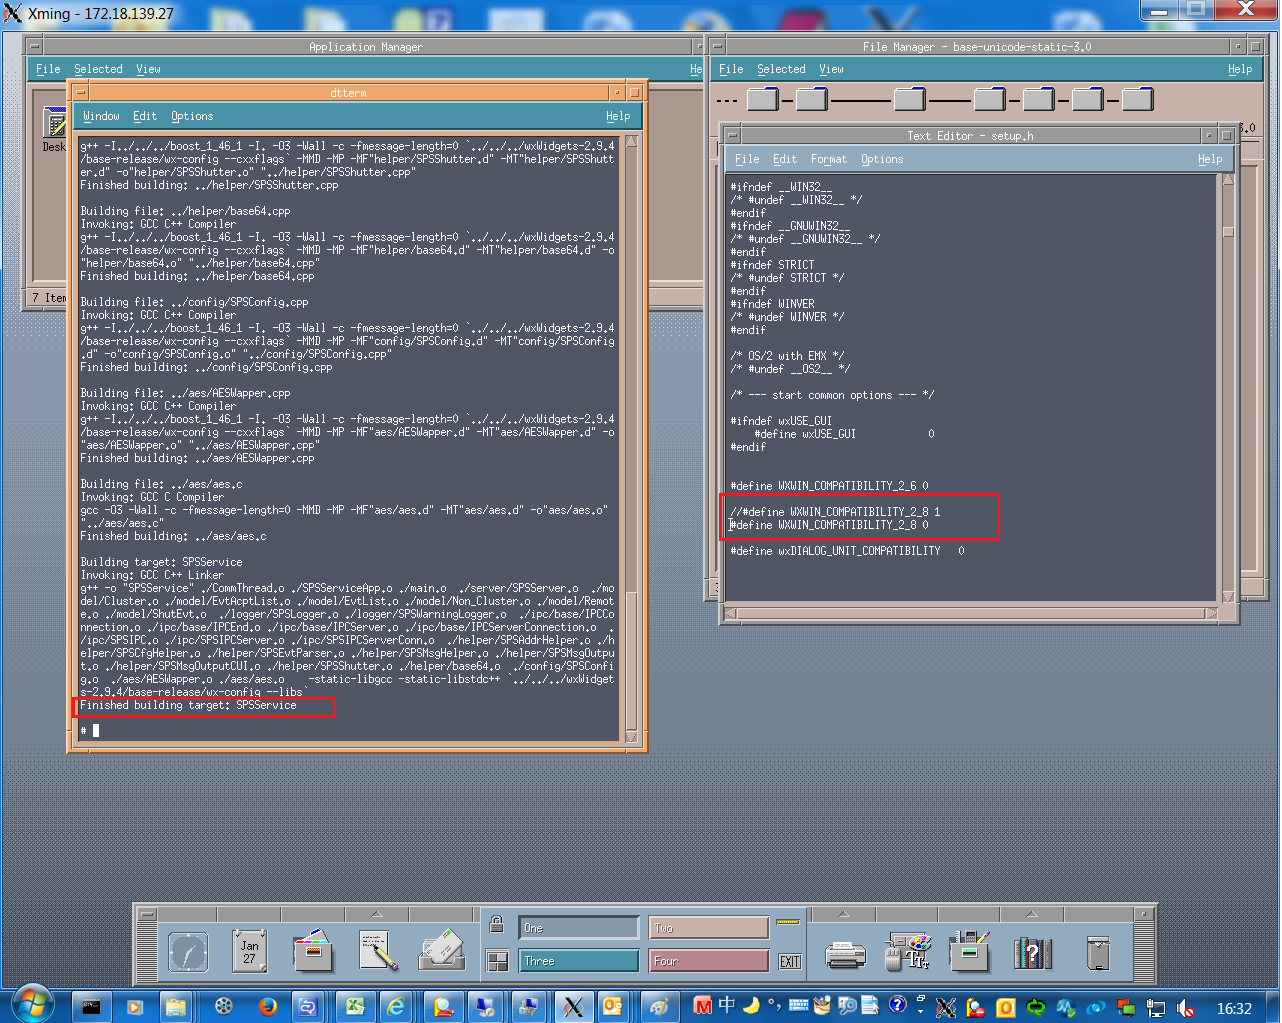 Xming - 172.18.139.27
Application Manager
File Selected View He
Desk
7 Item
dtterm
Window Edit Options Help
g++ -I../../../boost_1_46_1 -I. -O3 -Wall -c -fmessage-length=0 `../../../wxWidgets-2.9.4
/base-release/wx-config --cxxflags` -MMD -MP -MF"helper/SPSShutter.d" -MT"helper/SPSShutt
er.d" -o"helper/SPSShutter.o" "../helper/SPSShutter.cpp"
Finished building: ../helper/SPSShutter.cpp
Building file: ../helper/base64.cpp
Invoking: GCC C++ Compiler
g++ -I../../../boost_1_46_1 -I. -O3 -Wall -c -fmessage-length=0 `../../../wxWidgets-2.9.4
/base-release/wx-config --cxxflags` -MMD -MP -MF"helper/base64.d" -MT"helper/base64.d" -o
"helper/base64.o" "../helper/base64.cpp"
Finished building: ../helper/base64.cpp
Building file: ../config/SPSConfig.cpp
Invoking: GCC C++ Compiler
g++ -I../../../boost_1_46_1 -I. -O3 -Wall -c -fmessage-length=0 `../../../wxWidgets-2.9.4
/base-release/wx-config --cxxflags` -MMD -MP -MF"config/SPSConfig.d" -MT"config/SPSConfig
.d" -o"config/SPSConfig.o" "../config/SPSConfig.cpp"
Finished building: ../config/SPSConfig.cpp
Building file: ../aes/AESWapper.cpp
Invoking: GCC C++ Compiler
g++ -I../../../boost_1_46_1 -I. -O3 -Wall -c -fmessage-length=0 `../../../wxWidgets-2.9.4
/base-release/wx-config --cxxflags` -MMD -MP -MF"aes/AESWapper.d" -MT"aes/AESWapper.d" -o
"aes/AESWapper.o" "../aes/AESWapper.cpp"
Finished building: ../aes/AESWapper.cpp
Building file: ../aes/aes.c
Invoking: GCC C Compiler
gcc -O3 -Wall -c -fmessage-length=0 -MMD -MP -MF"aes/aes.d" -MT"aes/aes.d" -o"aes/aes.o"
"../aes/aes.c"
Finished building: ../aes/aes.c
Building target: SPSService
Invoking: GCC C++ Linker
g++ -o "SPSService" ./CommThread.o ./SPSServiceApp.o ./main.o ./server/SPSServer.o ./mo
del/Cluster.o ./model/EvtAcptList.o ./model/EvtList.o ./model/Non_Cluster.o ./model/Remot
e.o ./model/ShutEvt.o ./logger/SPSLogger.o ./logger/SPSWarningLogger.o ./ipc/base/IPCCo
nnection.o ./ipc/base/IPCEnd.o ./ipc/base/IPCServer.o ./ipc/base/IPCServerConnection.o .
/ipc/SPSIPC.o ./ipc/SPSIPCServer.o ./ipc/SPSIPCServerConn.o ./helper/SPSAddrHelper.o ./h
elper/SPSCfgHelper.o ./helper/SPSEvtParser.o ./helper/SPSMsgHelper.o ./helper/SPSMsgOutpu
t.o ./helper/SPSMsgOutputCUI.o ./helper/SPSShutter.o ./helper/base64.o ./config/SPSConfi
g.o ./aes/AESWapper.o ./aes/aes.o -static-libgcc -static-libstdc++ `../../../wxWidget
s-2.9.4/base-release/wx-config --libs`
Finished building target: SPSService
#
File Manager - base-unicode-static-3.0
File Selected View Help
3.0
Text Editor - setup.h
File Edit Format Options Help
#ifndef __WIN32__
/* #undef __WIN32__ */
#endif
#ifndef __GNUWIN32__
/* #undef __GNUWIN32__ */
#endif
#ifndef STRICT
/* #undef STRICT */
#endif
#ifndef WINVER
/* #undef WINVER */
#endif
/* OS/2 with EMX */
/* #undef __OS2__ */
/* --- start common options --- */
#ifndef wxUSE_GUI
#define wxUSE_GUI 0
#endif
#define WXWIN_COMPATIBILITY_2_6 0
//#define WXWIN_COMPATIBILITY_2_8 1
#define WXWIN_COMPATIBILITY_2_8 0
#define wxDIALOG_UNIT_COMPATIBILITY 0
Jan
27
One Two
Three Four
EXIT
中
16:32